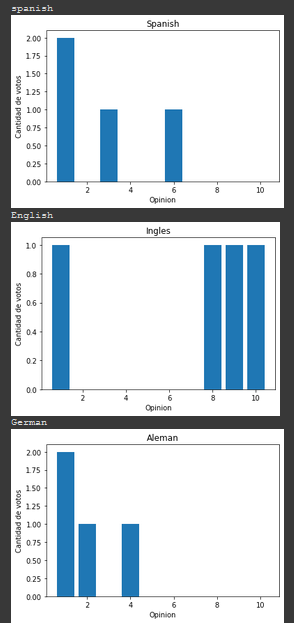 spanish
Spanish
2.00
1.75
1.50
1.25
1.00
0.75
0.50
0.25
0.00
Cantidad de votos
2 4 6 8 10
Opinion
English
Ingles
1.0
0.8
0.6
0.4
0.2
0.0
Cantidad de votos
2 4 6 8 10
Opinion
German
Aleman
2.00
1.75
1.50
1.25
1.00
0.75
0.50
0.25
0.00
Cantidad de votos
2 4 6 8 10
Opinion